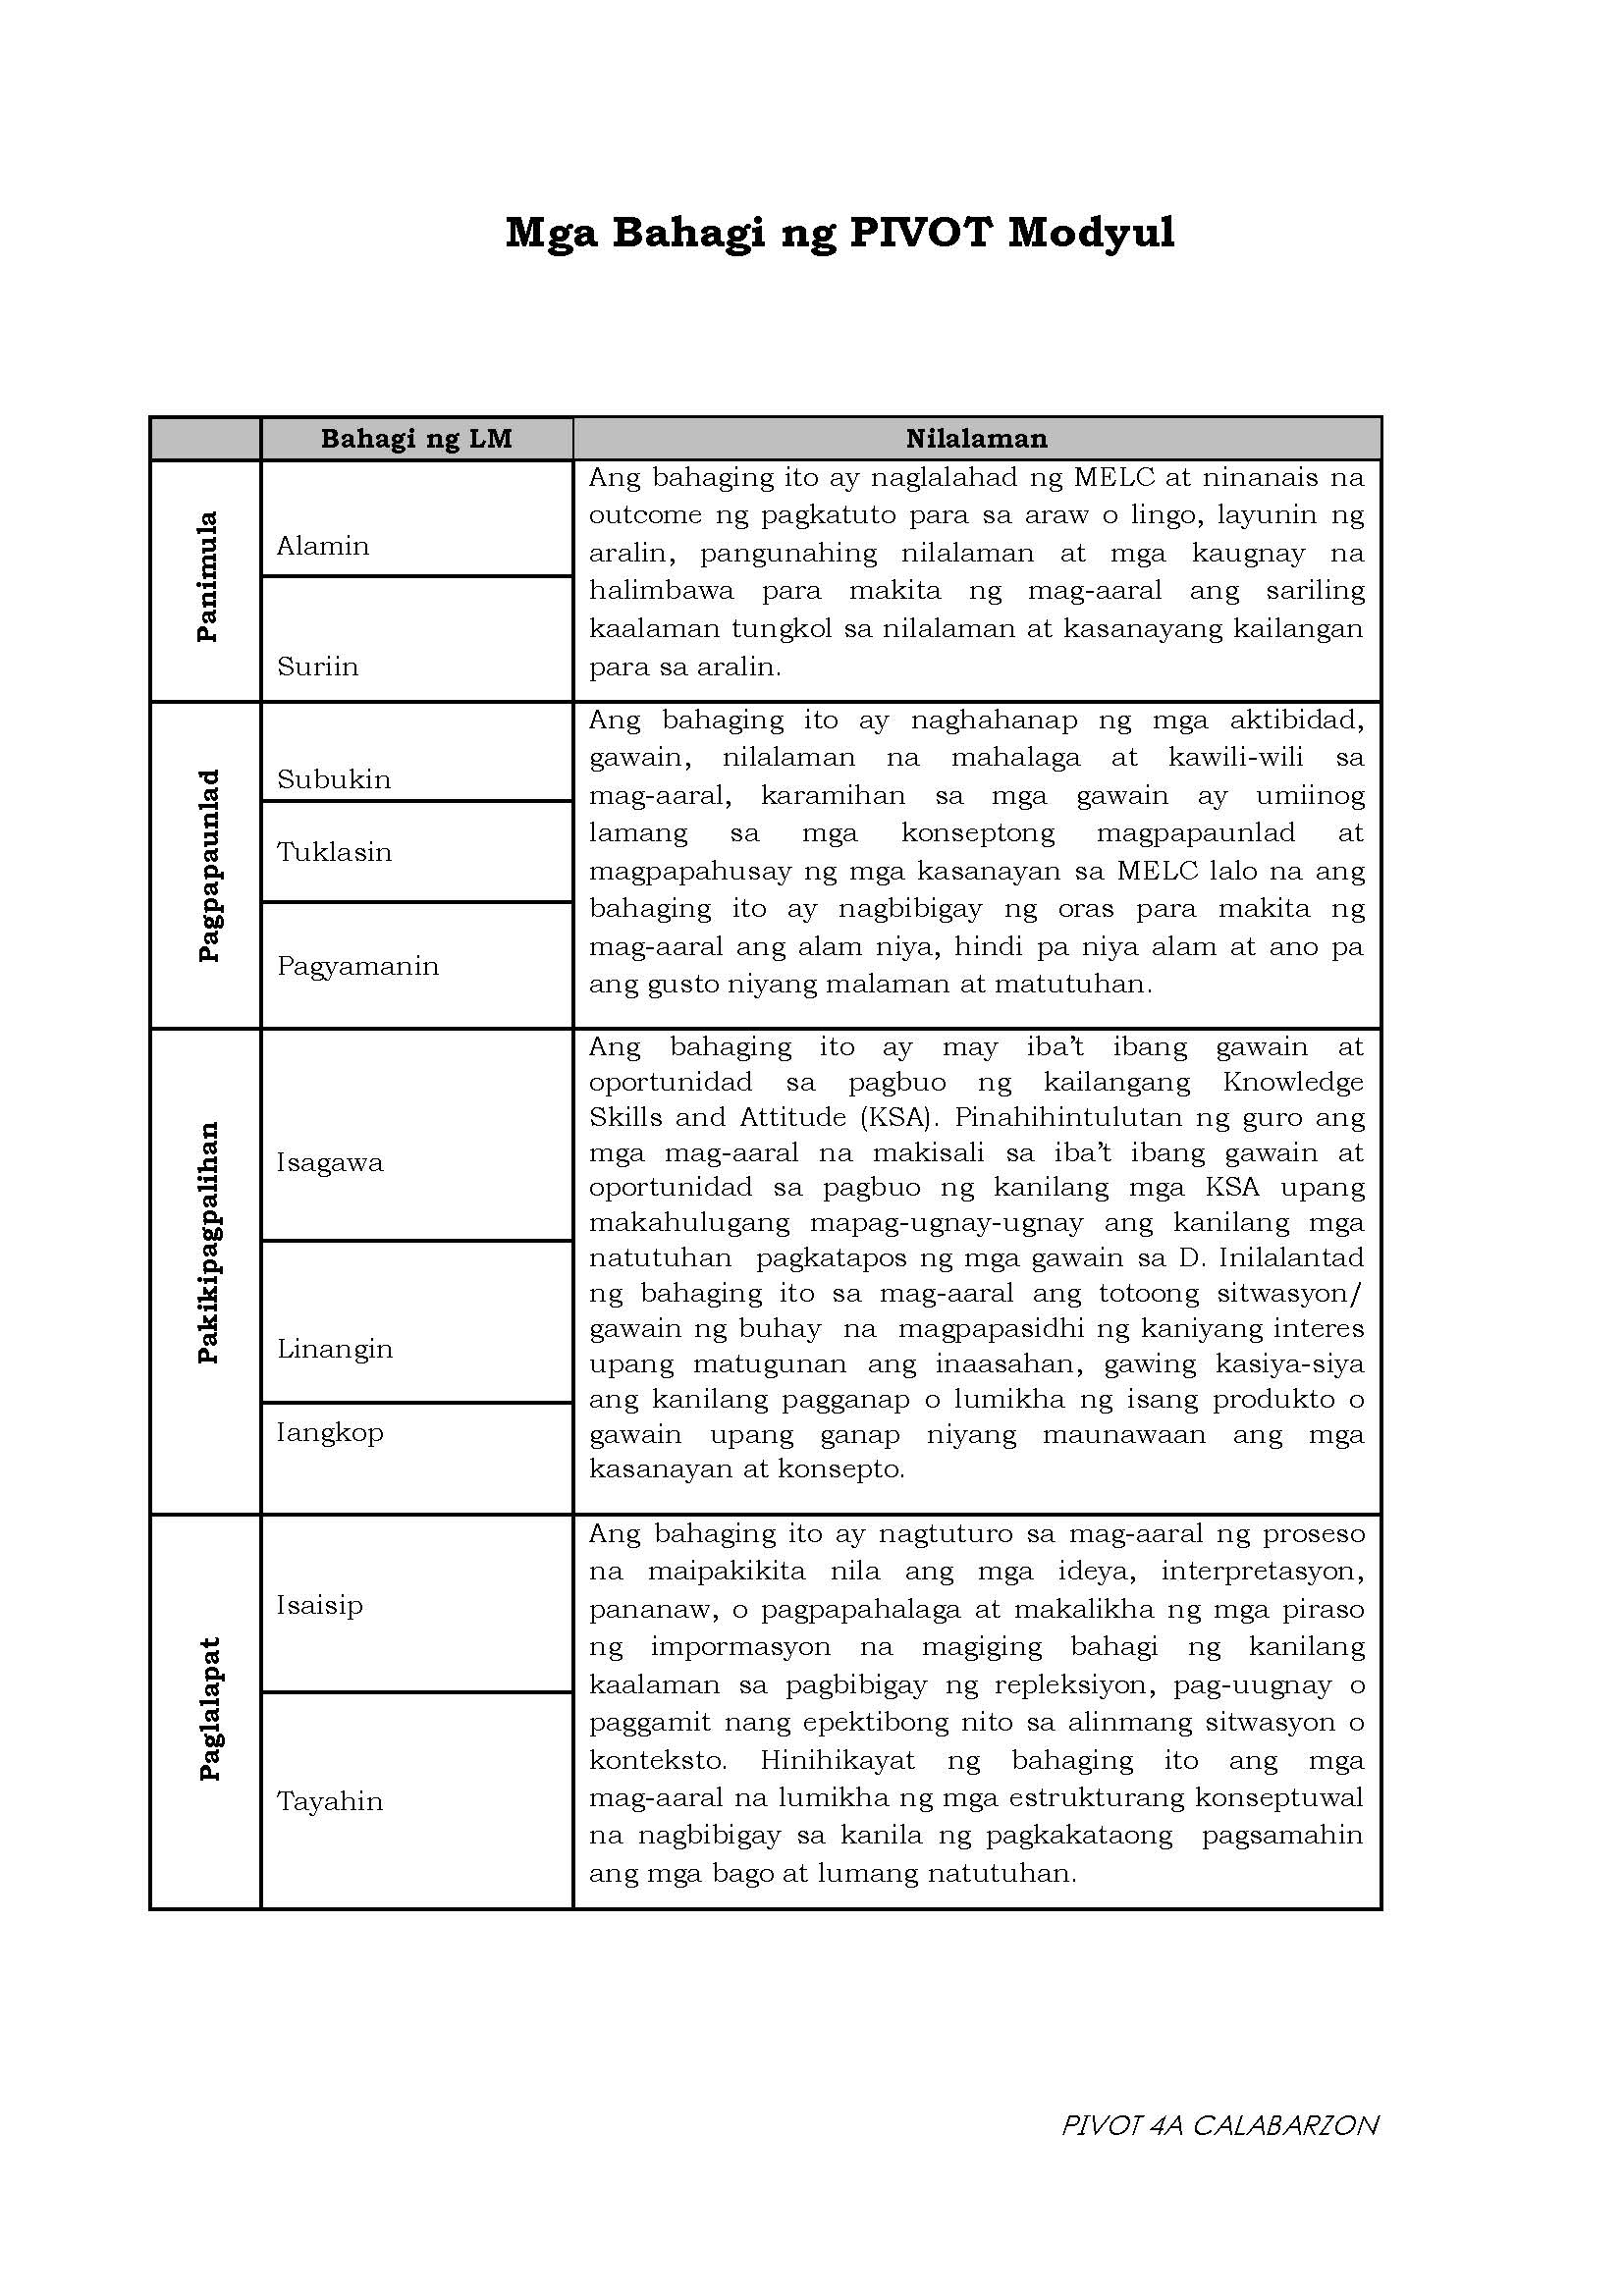 Mga Bahagi ng PIVOT Modyul
Bahagi ng LM
Nilalaman
Panimula
Alamin
Suriin
Ang bahaging ito ay naglalahad ng MELC at ninanais na
outcome ng pagkatuto para sa araw o lingo, layunin ng
aralin, pangunahing nilalaman at mga kaugnay na
halimbawa para makita ng mag-aaral ang sariling
kaalaman tungkol sa nilalaman at kasanayang kailangan
para sa aralin.
Pagpapaunlad
Subukin
Tuklasin
Pagyamanin
Ang bahaging ito ay naghahanap ng mga aktibidad,
gawain, nilalaman na mahalaga at kawili-wili sa
mag-aaral, karamihan sa mga gawain ay umiinog
lamang sa mga konseptong magpapaunlad at
magpapahusay ng mga kasanayan sa MELC lalo na ang
bahaging ito ay nagbibigay ng oras para makita ng
mag-aaral ang alam niya, hindi pa niya alam at ano pa
ang gusto niyang malaman at matutuhan.
Pakikipagpalihan
Isagawa
Linangin
Iangkop
Ang bahaging ito ay may iba't ibang gawain at
oportunidad sa pagbuo ng kailangang Knowledge
Skills and Attitude (KSA). Pinahihintulutan ng guro ang
mga mag-aaral na makisali sa iba't ibang gawain at
oportunidad sa pagbuo ng kanilang mga KSA upang
makahulugang mapag-ugnay-ugnay ang kanilang mga
natutuhan pagkatapos ng mga gawain sa D. Inilalantad
ng bahaging ito sa mag-aaral ang totoong sitwasyon/
gawain ng buhay na magpapasidhi ng kaniyang interes
upang matugunan ang inaasahan, gawing kasiya-siya
ang kanilang pagganap o lumikha ng isang produkto o
gawain upang ganap niyang maunawaan ang mga
kasanayan at konsepto.
Paglalapat
Isaisip
Tayahin
Ang bahaging ito ay nagtuturo sa mag-aaral ng proseso
na maipakikita nila ang mga ideya, interpretasyon,
pananaw, o pagpapahalaga at makalikha ng mga piraso
ng impormasyon na magiging bahagi ng kanilang
kaalaman sa pagbibigay ng repleksiyon, pag-uugnay o
paggamit nang epektibong nito sa alinmang sitwasyon o
konteksto. Hinihikayat ng bahaging ito ang mga
mag-aaral na lumikha ng mga estrukturang konseptuwal
na nagbibigay sa kanila ng pagkakataong pagsamahin
ang mga bago at lumang natutuhan.
PIVOT 4A CALABARZON